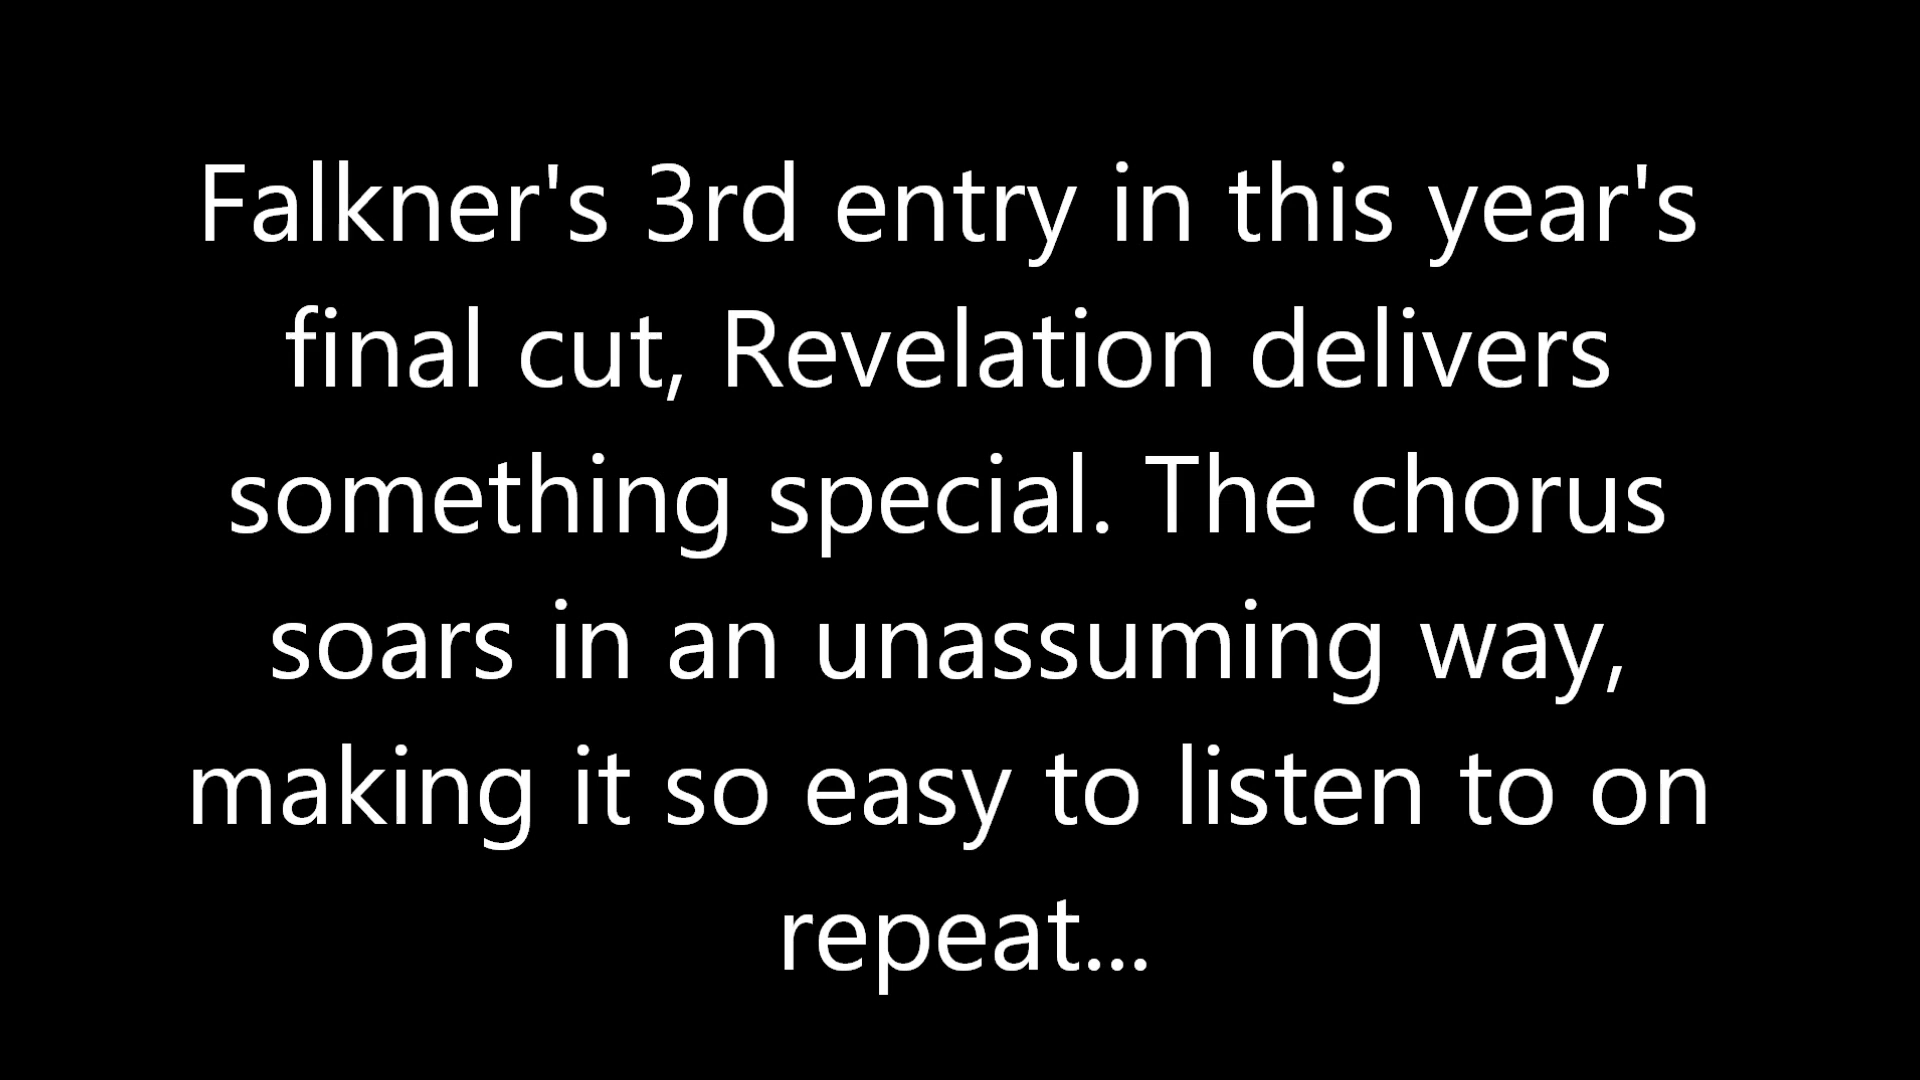 Falkner's 3rd entry in this year's
final cut, Revelation delivers
something special. The chorus
soars in an unassuming way,
making it so easy to listen to on
repeat...